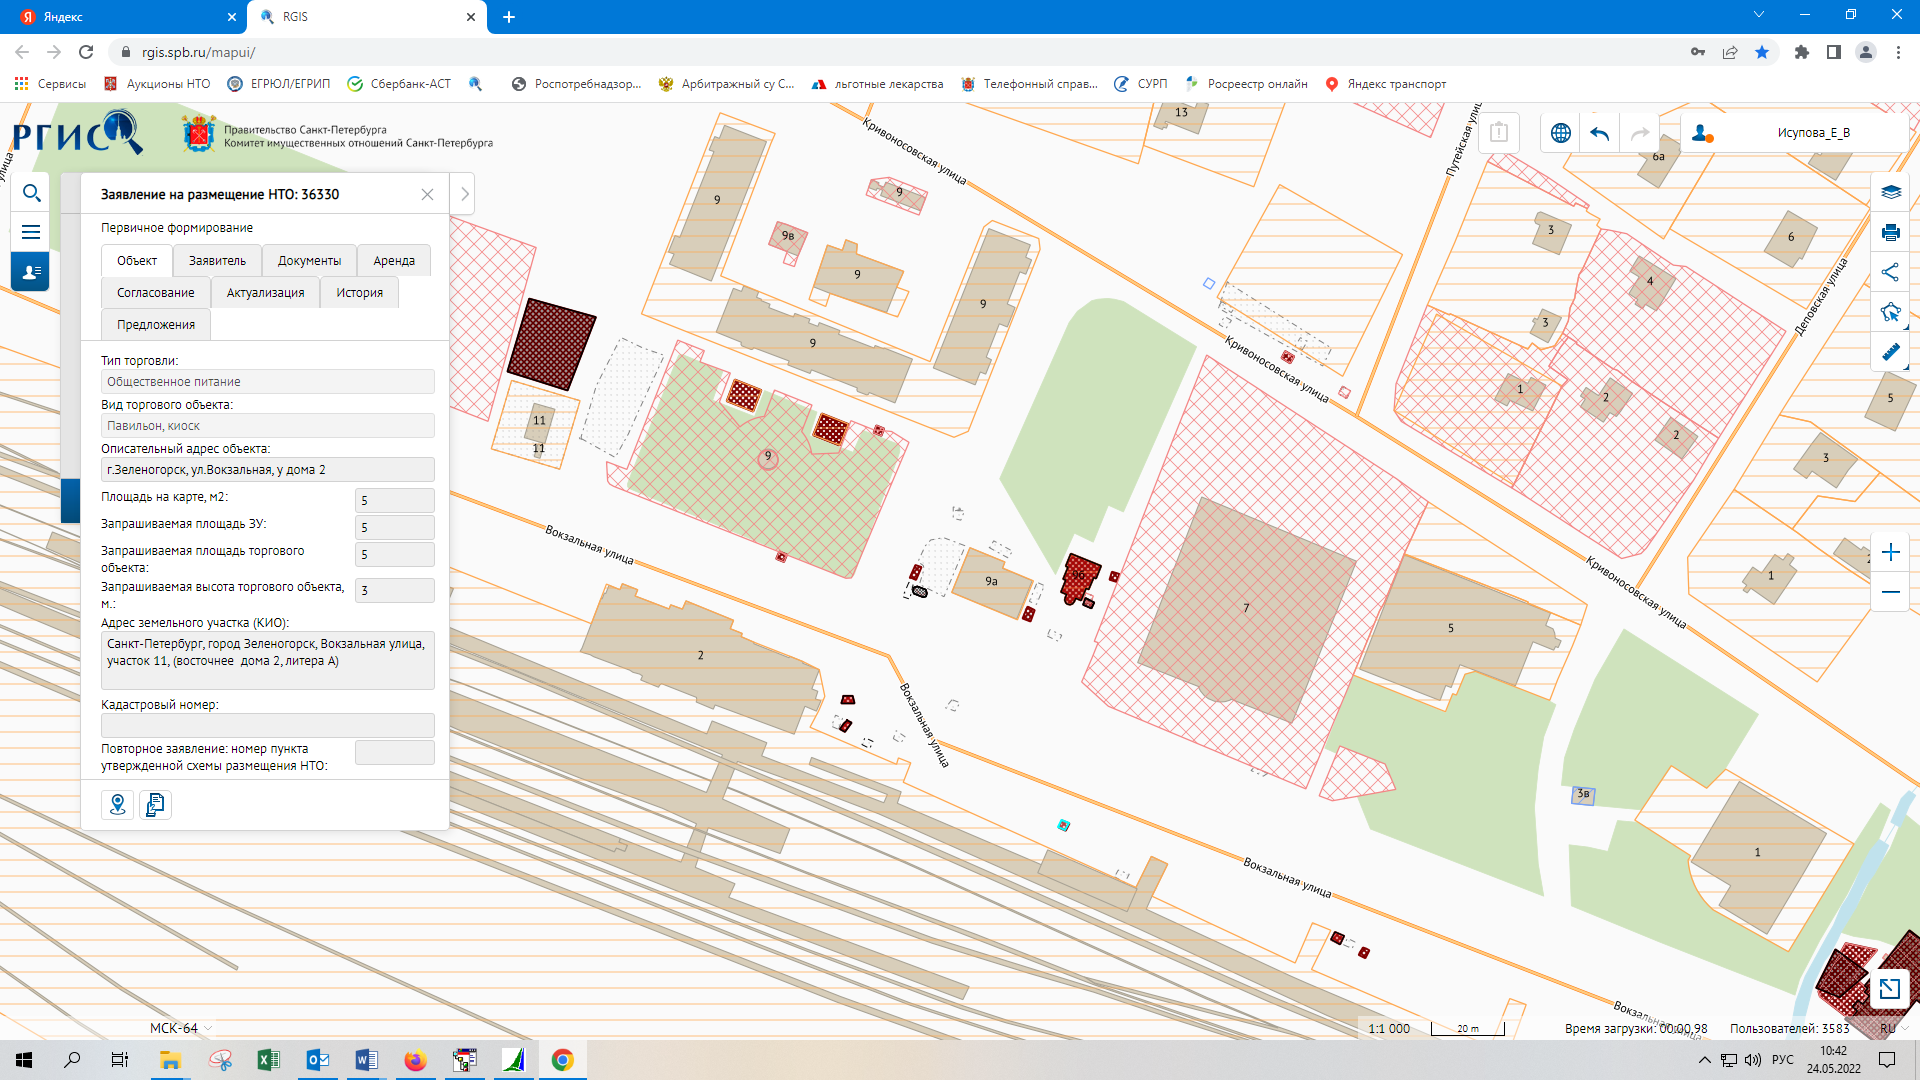 Яндекс
RGIS
rgis.spb.ru/mapui/
Сервисы
Аукционы НТО
ЕГРЮЛ/ЕГРИП
Сбербанк-АСТ
Роспотребнадзор...
Арбитражный су С...
льготные лекарства
Телефонный справ...
СУРП
Росреестр онлайн
Яндекс транспорт
РГИС
Правительство Санкт-Петербурга
Комитет имущественных отношений Санкт-Петербурга
Исупова_Е_В
Заявление на размещение НТО: 36330
Первичное формирование
Объект
Заявитель
Документы
Аренда
Согласование
Актуализация
История
Предложения
Тип торговли:
Общественное питание
Вид торгового объекта:
Павильон, киоск
Описательный адрес объекта:
г.Зеленогорск, ул.Вокзальная, у дома 2
Площадь на карте, м2:
5
Запрашиваемая площадь ЗУ:
5
Запрашиваемая площадь торгового
объекта:
5
Запрашиваемая высота торгового объекта,
м.:
3
Адрес земельного участка (КИО):
Санкт-Петербург, город Зеленогорск, Вокзальная улица,
участок 11, (восточнее дома 2, литера А)
Кадастровый номер:
Повторное заявление: номер пункта
утвержденной схемы размещения НТО:
улица
Кривоносовская улица
13
Путейская улица
6а
9
9
9в
9
9
9
3
6
4
3
Деповская улица
Кривоносовская улица
1
2
2
5
3
11
11
9
Вокзальная улица
9а
7
5
1
Кривоносовская улица
2
Вокзальная улица
3в
1
Вокзальная улица
Вокзальная улица
МСК-64
1:1 000
20 m
Время загрузки: 00:00.98
Пользователей: 3583
RU
РУС
10:42
24.05.2022